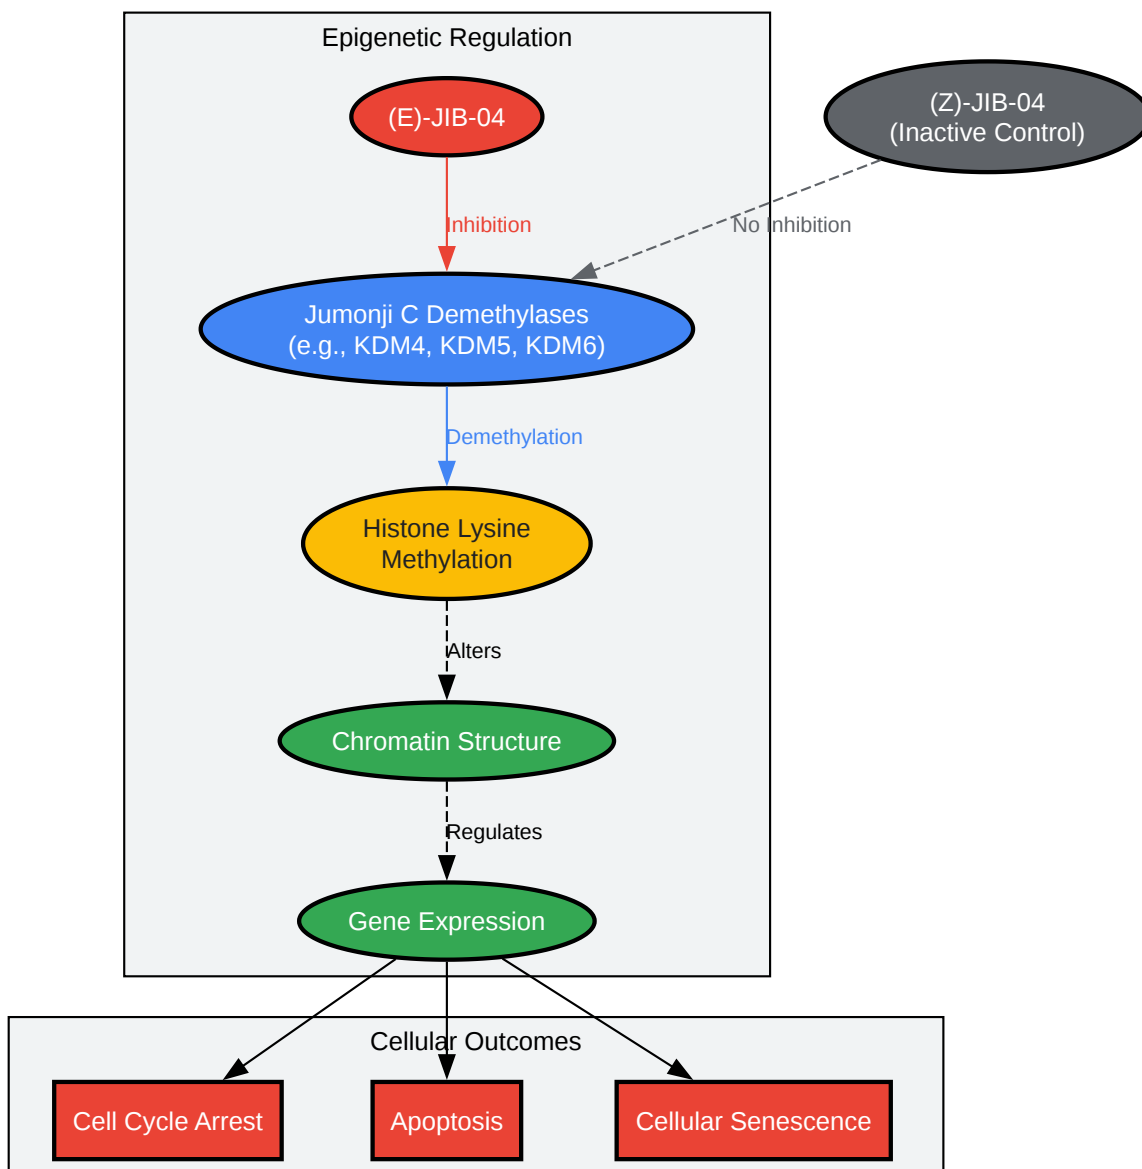 Epigenetic Regulation
(E)-JIB-04
(Z)-JIB-04
(Inactive Control)
Inhibition
No Inhibition
Jumonji C Demethylases
(e.g., KDM4, KDM5, KDM6)
Demethylation
Histone Lysine
Methylation
Alters
Chromatin Structure
Regulates
Gene Expression
Cellular Outcomes
Cell Cycle Arrest
Apoptosis
Cellular Senescence